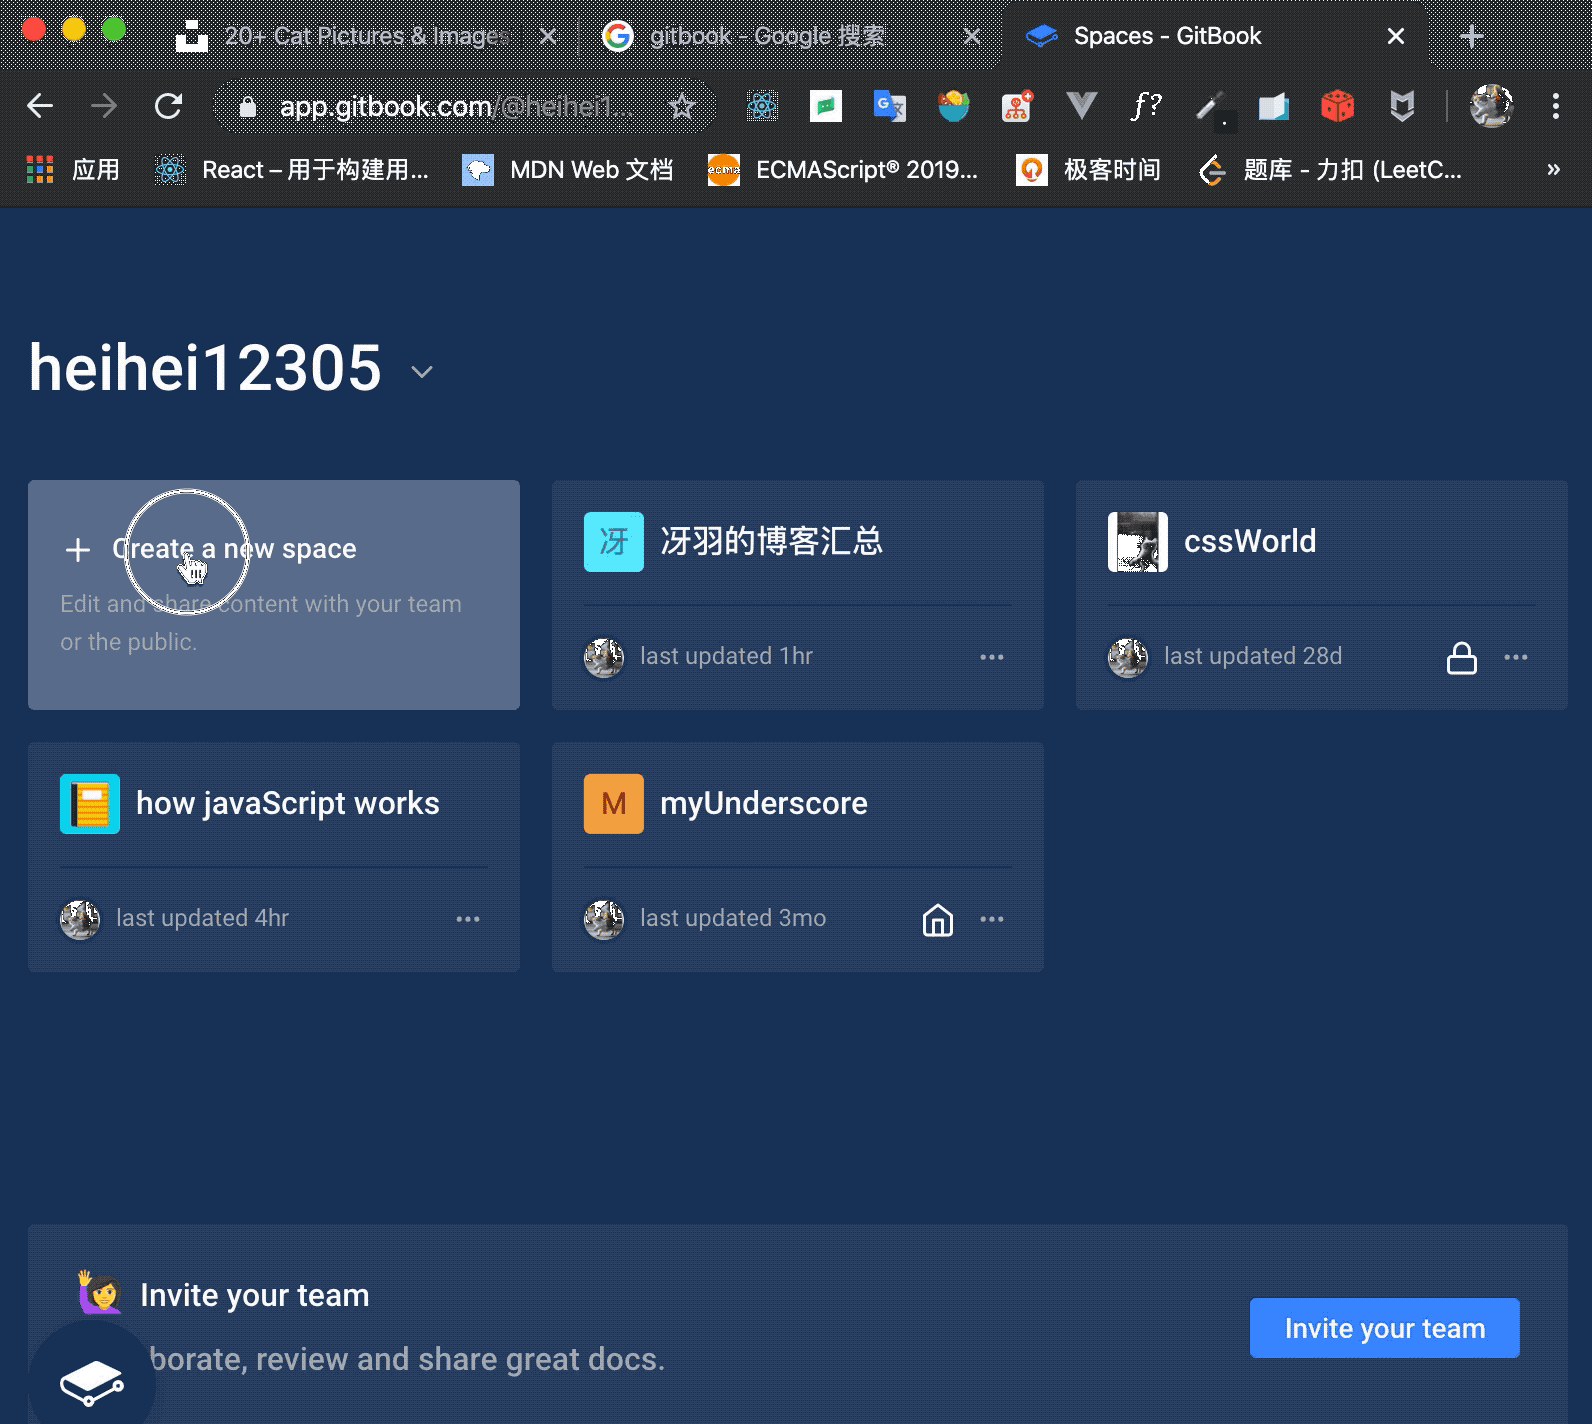 20+ Cat Pictures & Images
gitbook - Google 搜索
Spaces - GitBook
app.gitbook.com/@heihei1...
f?
应用
React – 用于构建用...
MDN Web 文档
ecma
ECMAScript® 2019...
极客时间
题库 - 力扣 (LeetC...
»
heihei12305
Create a new space
Edit and share content with your team
or the public.
冴
冴羽的博客汇总
last updated 1hr
cssWorld
last updated 28d
how javaScript works
last updated 4hr
M
myUnderscore
last updated 3mo
Invite your team
borate, review and share great docs.
Invite your team